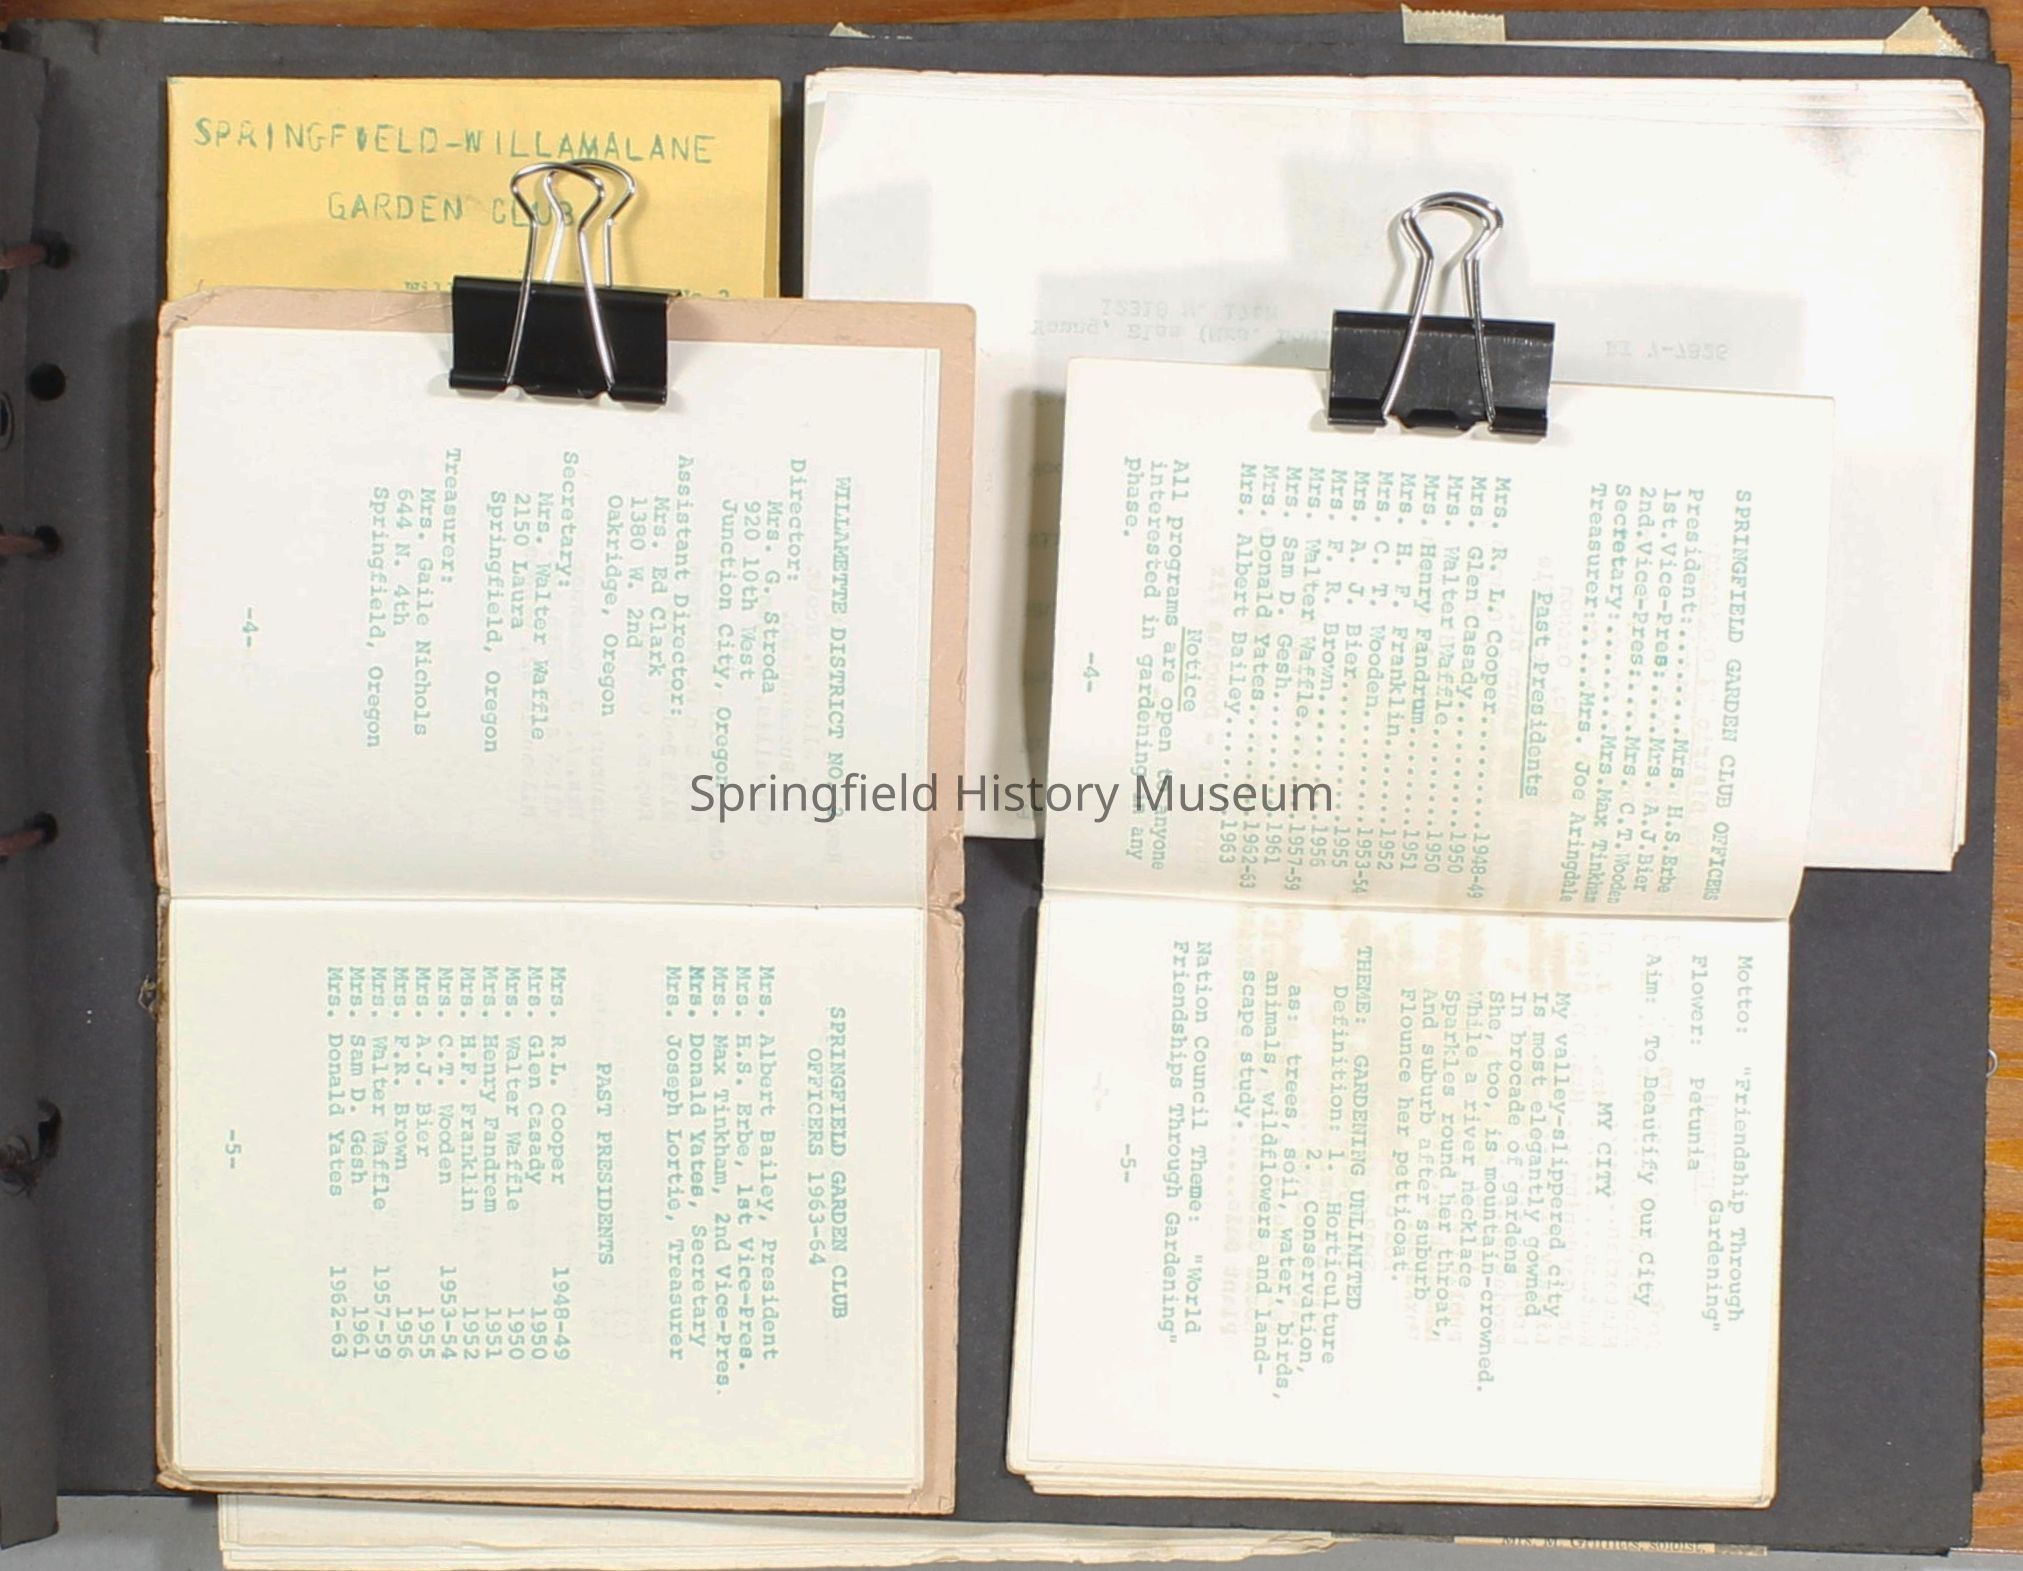 SPRINGFIELD-WILLAMALANE
GARDEN CLUB
WILLAMETTE DISTRICT NO.
Director:
Mrs. G. Stroda
920 10th West
Junction City, Oregon
Assistant Director:
Mrs. Ed Clark
1380 W. 2nd
Oakridge, Oregon
Secretary:
Mrs. Walter Waffle
2150 Laura
Springfield, Oregon
Treasurer:
Mrs. Gaile Nichols
644 N. 4th
Springfield, Oregon
-4-
SPRINGFIELD GARDEN CLUB
OFFICERS 1963-64
Mrs. Albert Bailey, President
Mrs. H.S. Erbe, 1st Vice-Pres.
Mrs. Max Tinkham, 2nd Vice-Pres.
Mrs. Donald Yates, Secretary
Mrs. Joseph Lortie, Treasurer
PAST PRESIDENTS
Mrs. R.L. Cooper 1948-49
Mrs. Glen Casady 1950
Mrs. Walter Waffle 1950
Mrs. Henry Fandrem 1951
Mrs. H.F. Franklin 1952
Mrs. C.T. Wooden 1953-54
Mrs. A.J. Bier 1955
Mrs. F.R. Brown 1956
Mrs. Walter Waffle 1957-59
Mrs. Sam D. Gesh 1961
Mrs. Donald Yates 1962-63
-5-
SPRINGFIELD GARDEN CLUB OFFICERS
President:.........Mrs. H.S. Erbe
1st.Vice-Pres:....Mrs. A.J.Bier
2nd.Vice-Pres:....Mrs. C.T.Wooden
Secretary:........Mrs.Max Tinkham
Treasurer:.....Mrs. Joe Aringdale
Past Presidents
Mrs. R. L. Cooper...........1948-49
Mrs. Glen Casady............1950
Mrs. Walter Waffle..........1950
Mrs. Henry Fandrum..........1951
Mrs. H. F. Franklin.........1952
Mrs. C. T. Wooden...........1953-54
Mrs. A. J. Bier.............1955
Mrs. F. R. Brown............1956
Mrs. Walter Waffle..........1957-59
Mrs. Sam D. Gesh............1961
Mrs. Donald Yates...........1962-63
Mrs. Albert Bailey..........1963
Notice
All programs are open to anyone
interested in gardening in any
phase.
-4-
Motto: "Friendship Through
Gardening"
Flower: Petunia
Aim: To Beautify Our City
MY CITY
My valley-slippered city
Is most elegantly gowned
In brocade of gardens
She, too, is mountain-crowned.
While a river necklace
Sparkles round her throat,
And suburb after suburb
Flounce her petticoat.
THEME: GARDENING UNLIMITED
Definition: 1. Horticulture
2. Conservation,
as: trees, soil, water, birds,
animals, wildflowers and land-
scape study.
Nation Council Theme: "World
Friendships Through Gardening"
-5-
Mrs. M. Griffitts, soloist,
Springfield History Museum